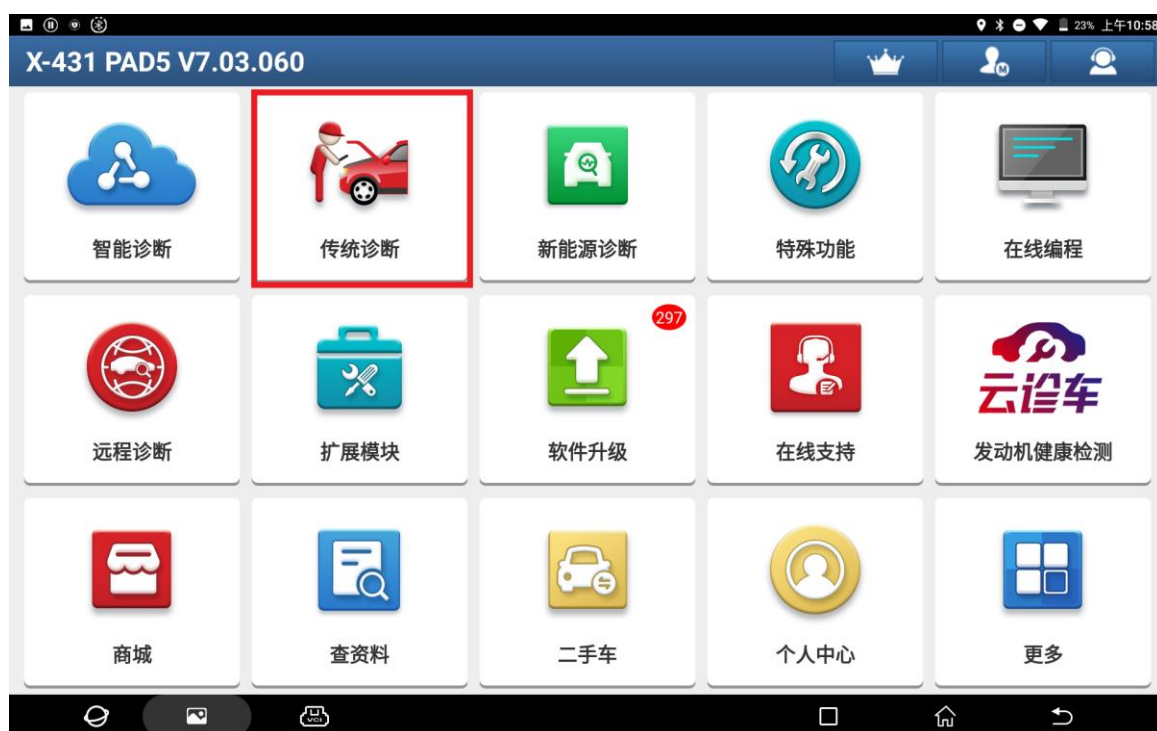 23% 上午10:58
X-431 PAD5 V7.03.060
M
智能诊断
传统诊断
新能源诊断
特殊功能
在线编程
297
云诊车
远程诊断
扩展模块
软件升级
在线支持
发动机健康检测
商城
查资料
二手车
个人中心
更多
VCI